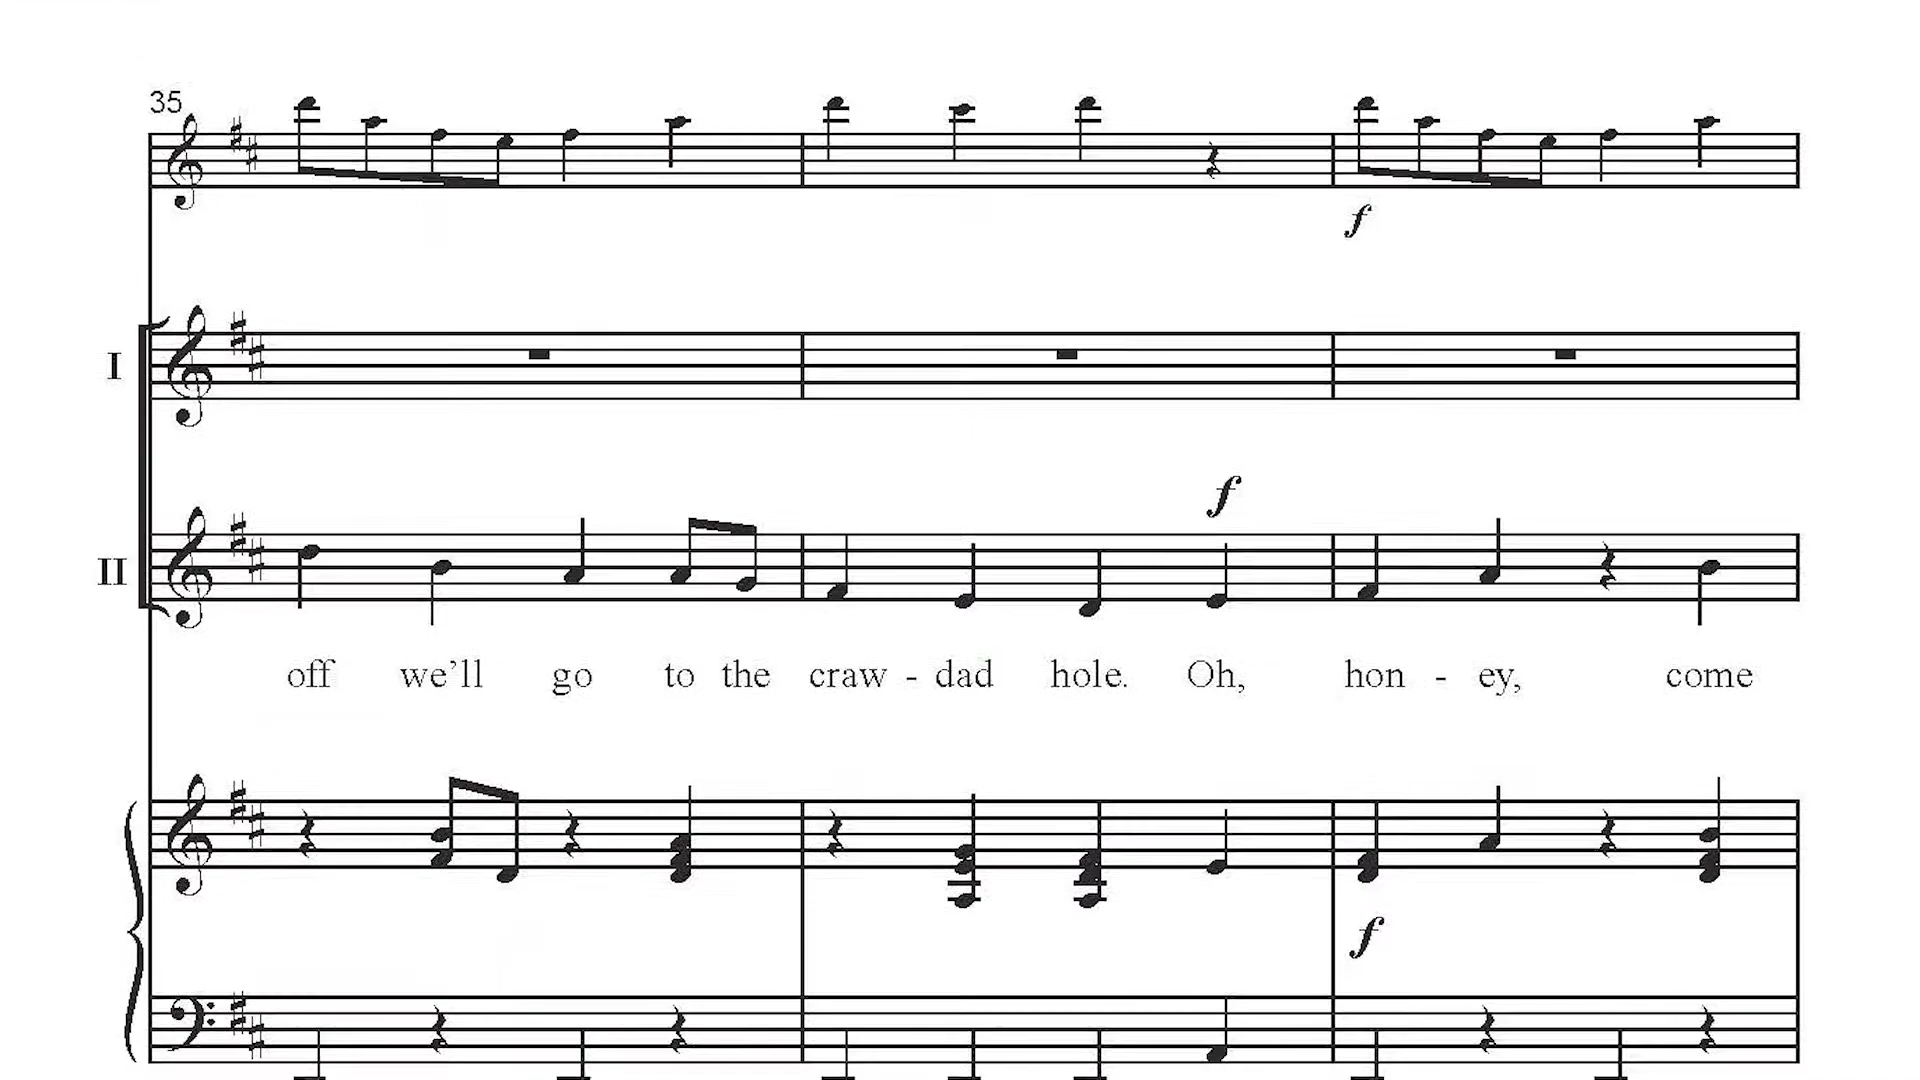 35
f
I
f
II
off we’ll go to the craw - dad hole. Oh, hon - ey, come
f